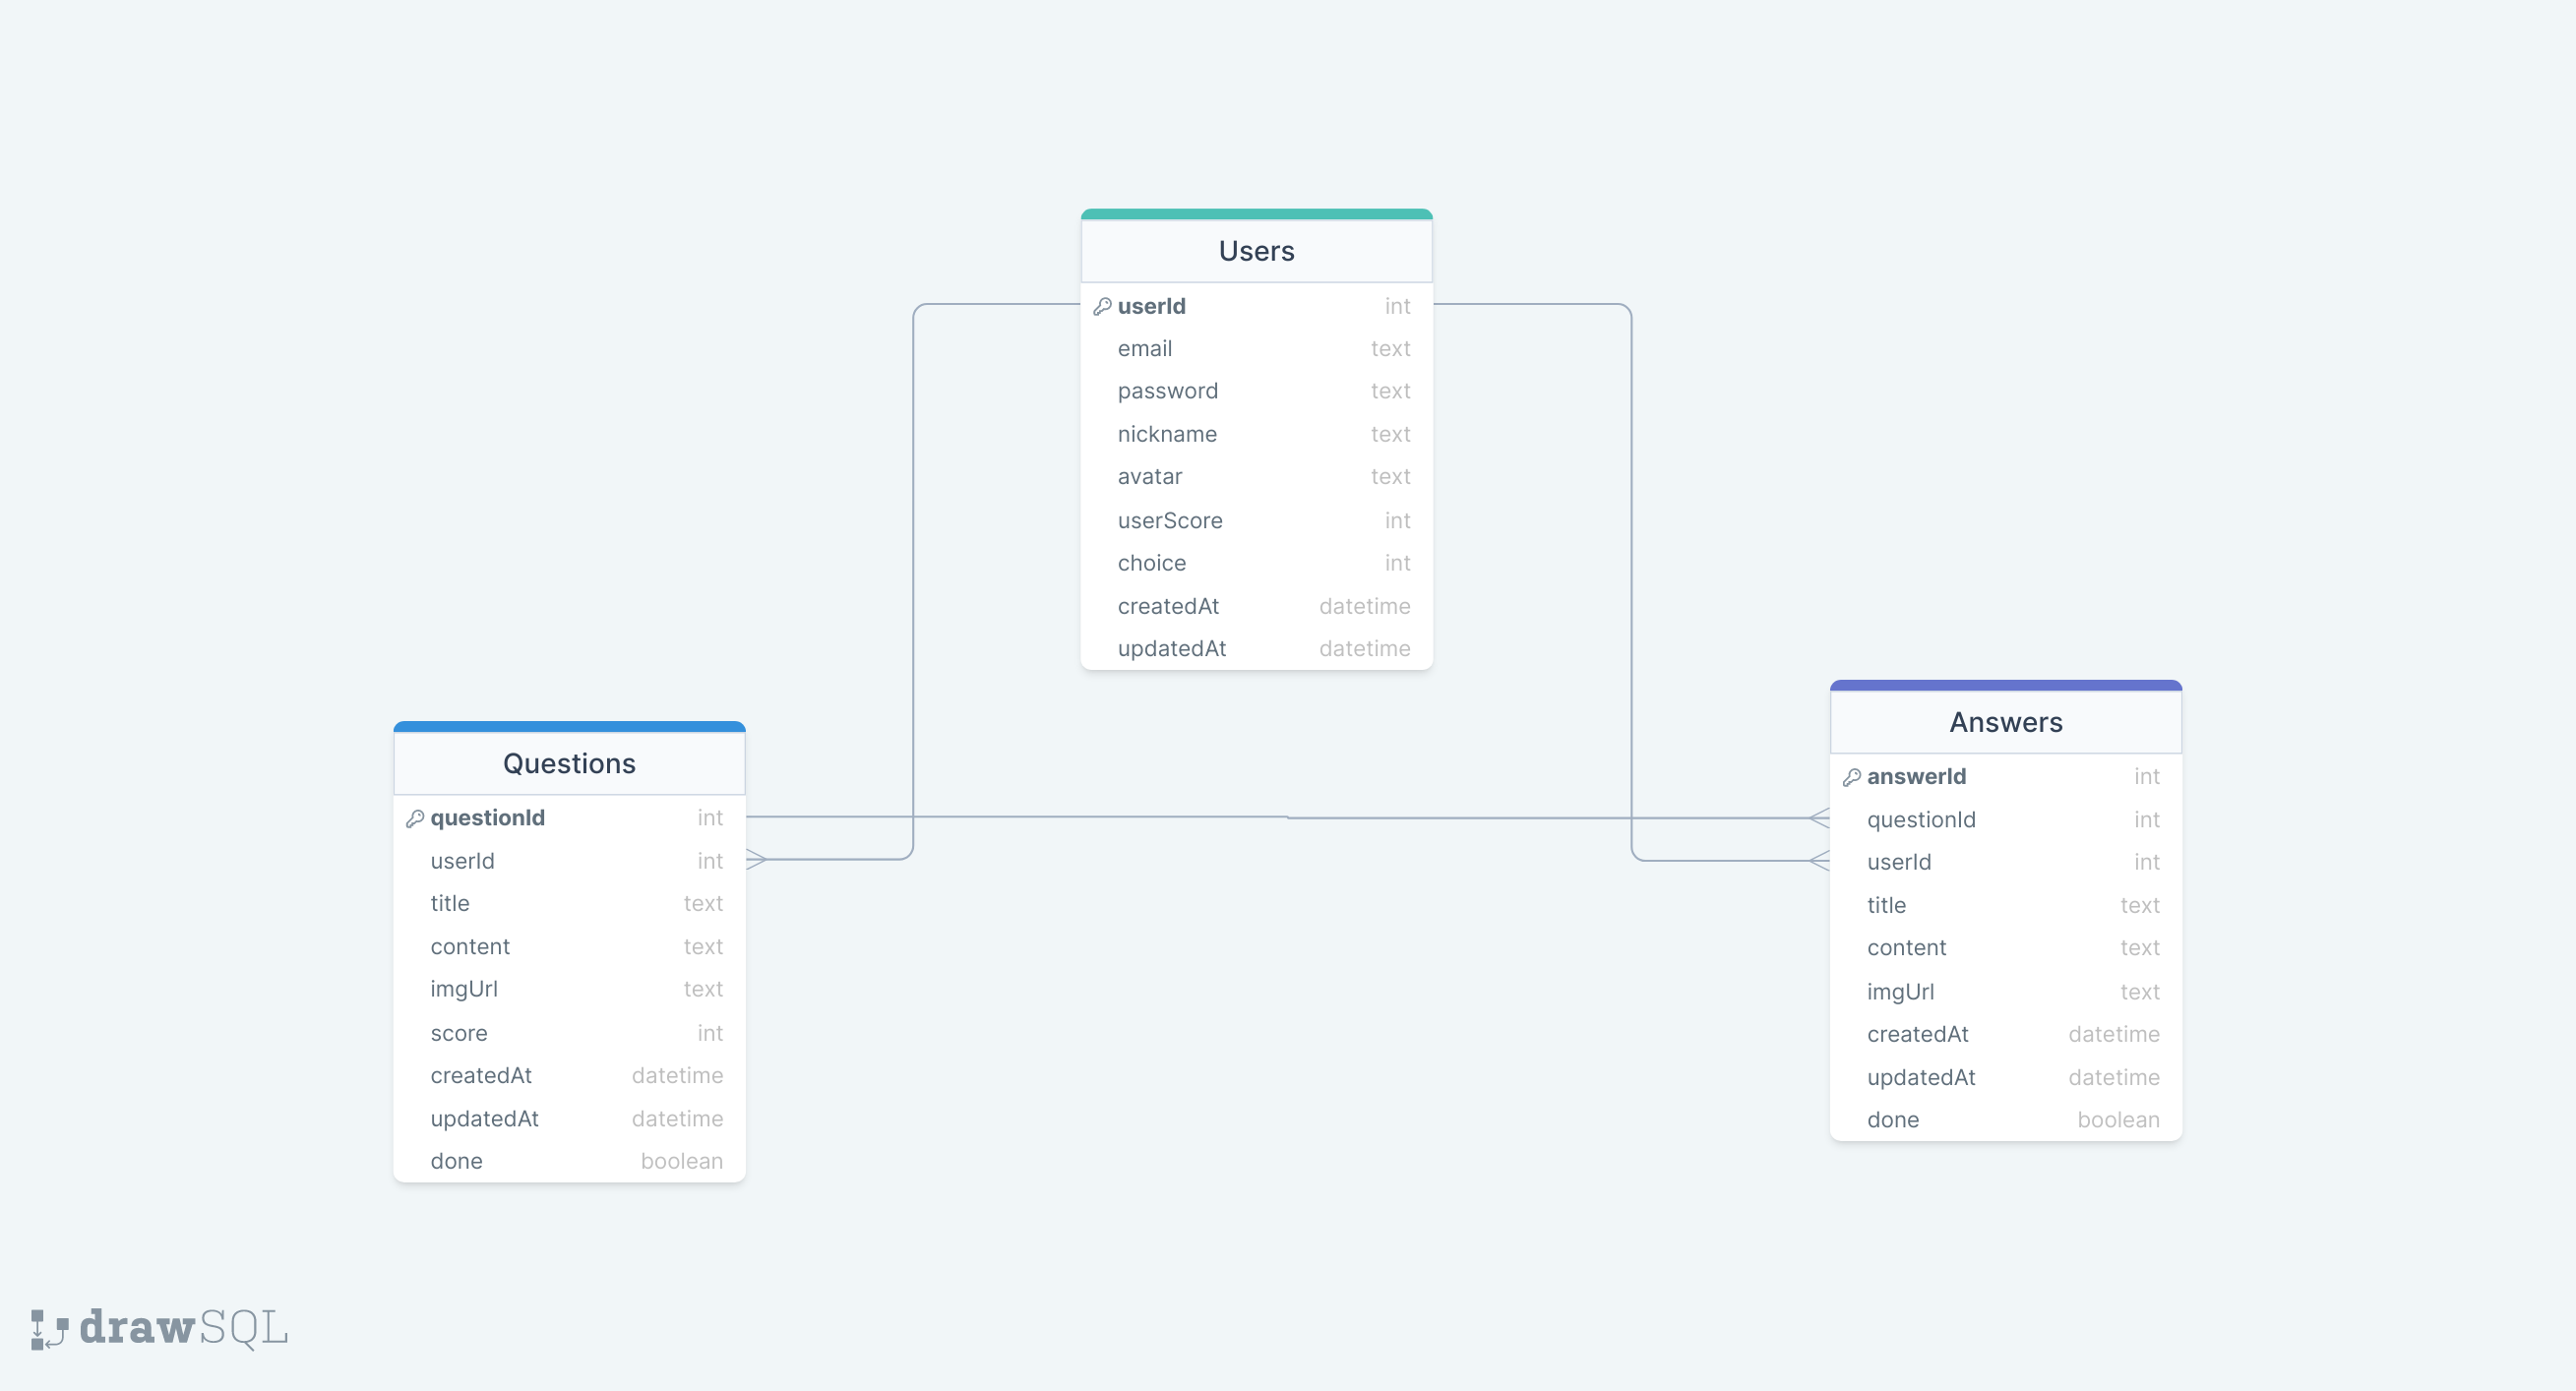 Users
userId int
email text
password text
nickname text
avatar text
userScore int
choice int
createdAt datetime
updatedAt datetime
Questions
questionId int
userId int
title text
content text
imgUrl text
score int
createdAt datetime
updatedAt datetime
done boolean
Answers
answerId int
questionId int
userId int
title text
content text
imgUrl text
createdAt datetime
updatedAt datetime
done boolean
drawSQL